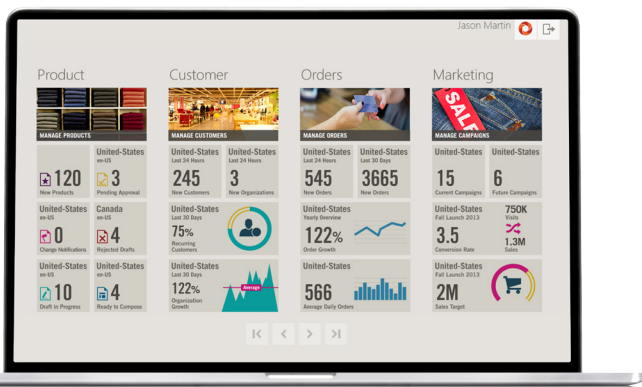 Jason Martin
Product
MANAGE PRODUCTS
120
New Products
United-States
en-US
3
Pending Approval
United-States
en-US
0
Change Notifications
Canada
en-US
4
Rejected Drafts
United-States
en-US
10
Draft in Progress
United-States
en-US
4
Ready to Compose
Customer
MANAGE CUSTOMERS
United-States
Last 24 Hours
245
New Customers
United-States
Last 24 Hours
3
New Organizations
United-States
Last 30 Days
75%
Recurring
Customers
United-States
Last 30 Days
122%
Organization
Growth
Average
Orders
MANAGE ORDERS
United-States
Last 24 Hours
545
New Orders
United-States
Last 30 Days
3665
New Orders
United-States
Yearly Overview
122%
Order Growth
United-States
566
Average Daily Orders
Marketing
SALE
MANAGE CAMPAIGNS
United-States
15
Current Campaigns
United-States
6
Future Campaigns
United-States
Fall Launch 2013
3.5
Conversion Rate
750K
Visits
1.3M
Sales
United-States
Fall Launch 2013
2M
Sales Target